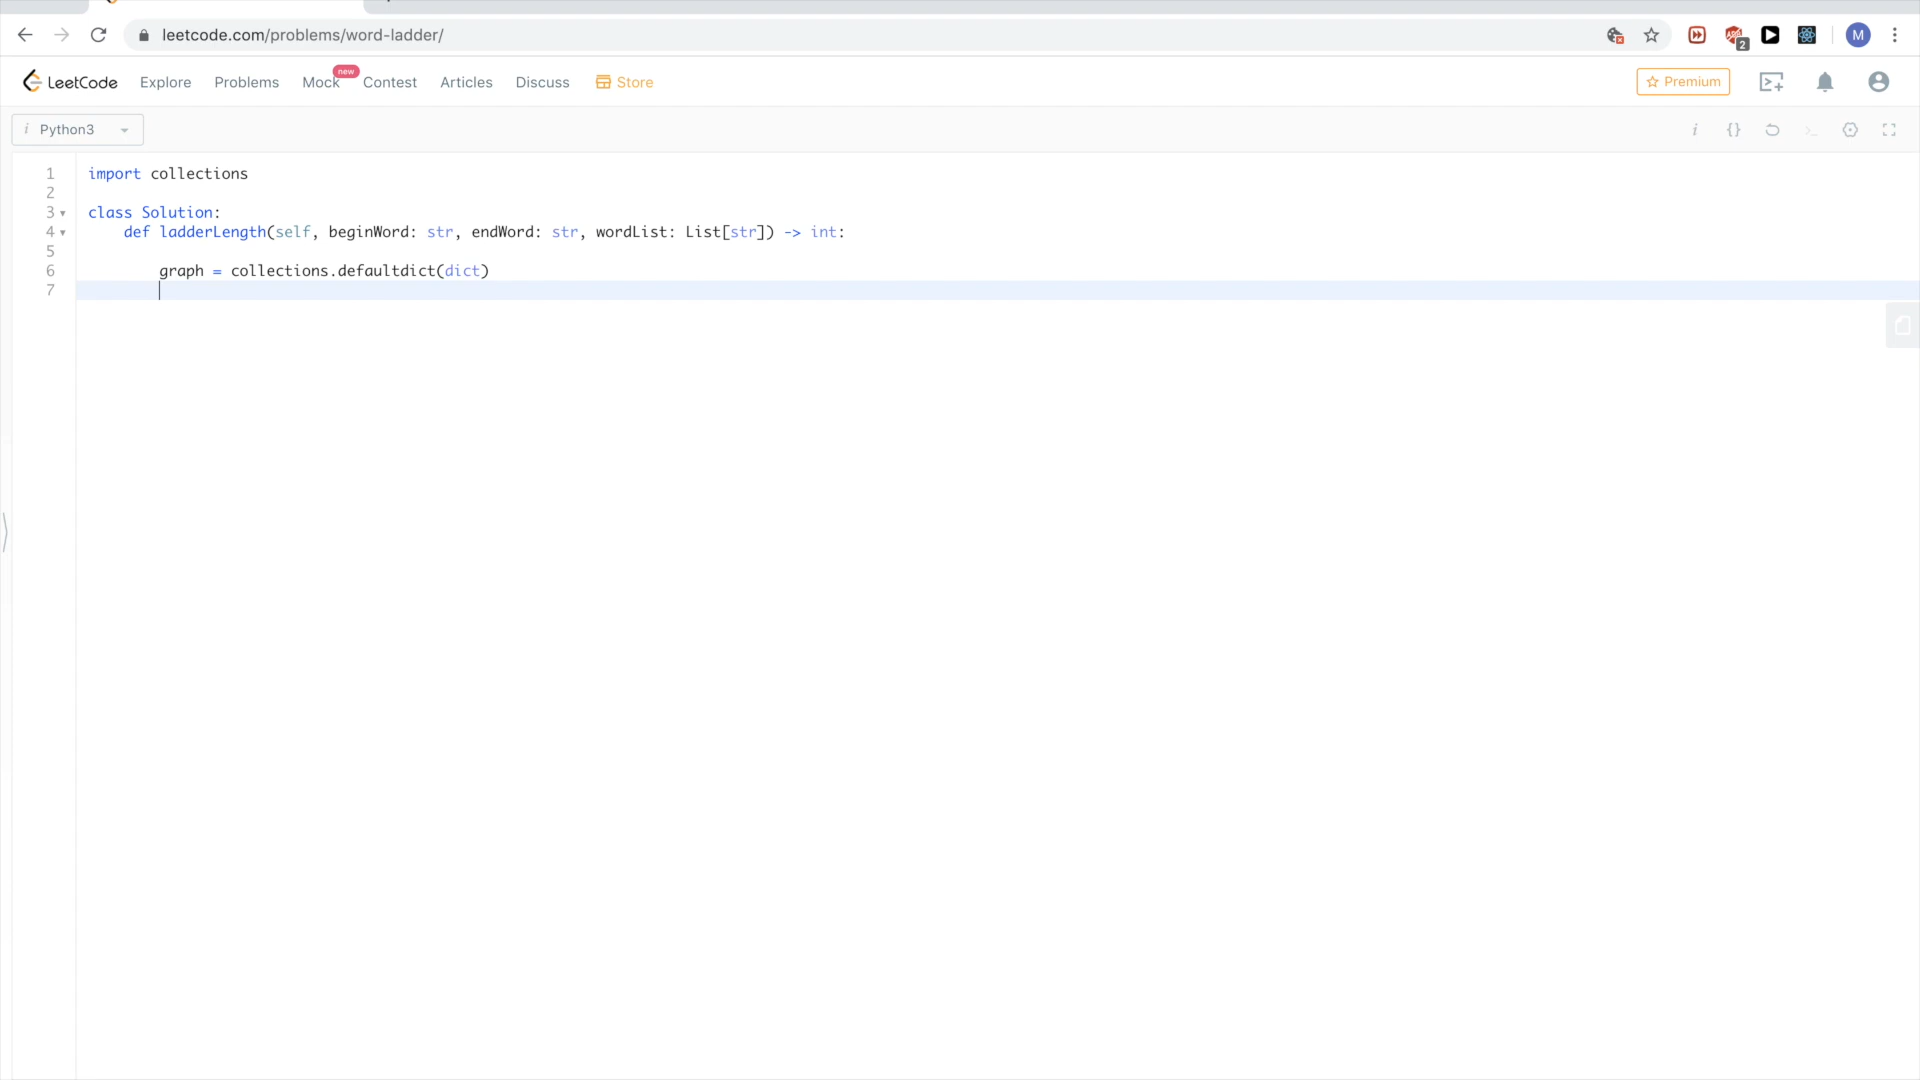 leetcode.com/problems/word-ladder/
2
M
LeetCode Explore Problems Mock new Contest Articles Discuss Store Premium
i Python3 i {}
1 import collections
2
3 class Solution:
4 def ladderLength(self, beginWord: str, endWord: str, wordList: List[str]) -> int:
5
6 graph = collections.defaultdict(dict)
7